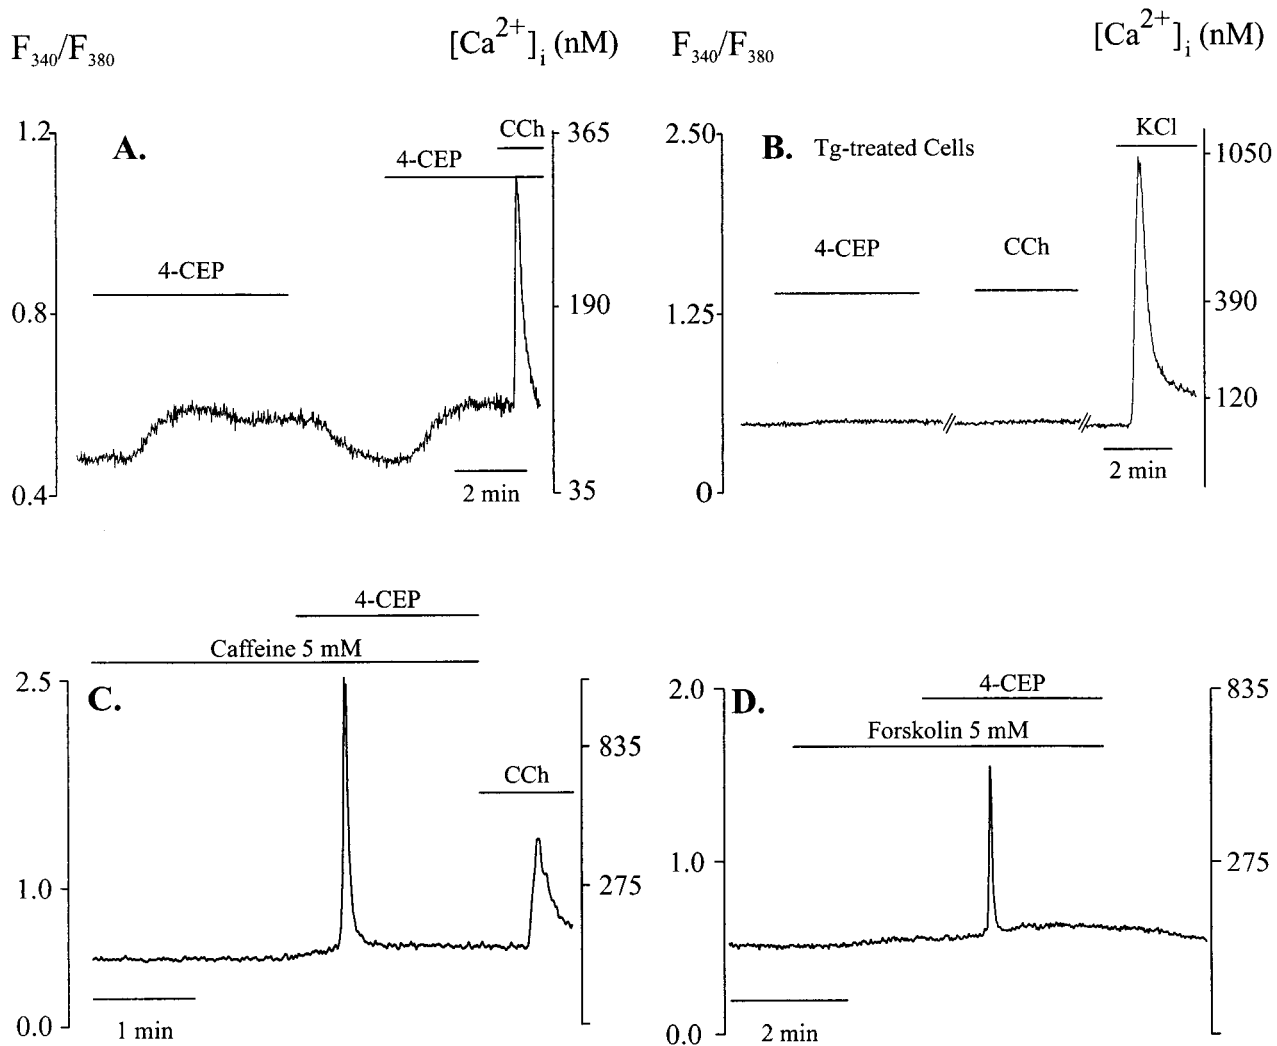 F340/F380
[Ca2+]i (nM)
F340/F380
[Ca2+]i (nM)
A.
1.2
1.0
0.8
0.4
4-CEP
4-CEP
CCh
365
190
35
2 min
B. Tg-treated Cells
2.50
1.25
0
4-CEP
CCh
KCl
1050
390
120
2 min
4-CEP
Caffeine 5 mM
C.
2.5
1.0
0.0
CCh
835
275
1 min
4-CEP
D.
Forskolin 5 mM
2.0
1.0
0.0
835
275
2 min